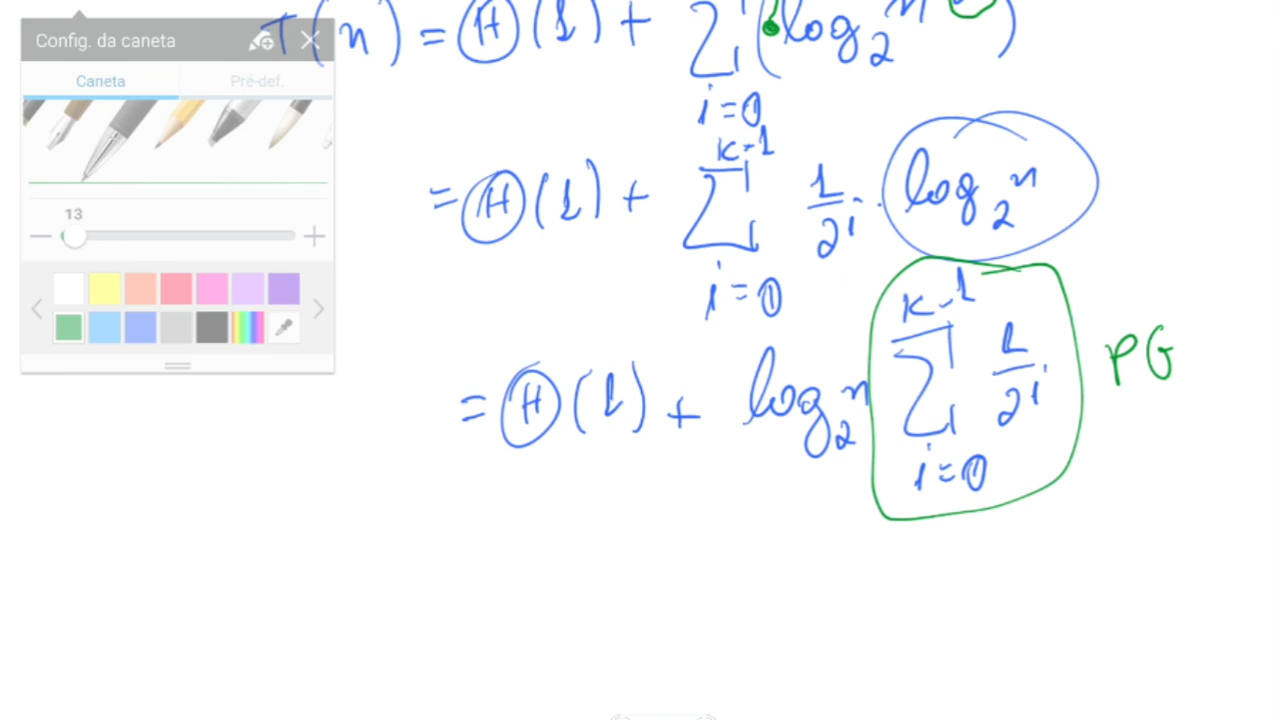 Config. da caneta
Caneta Pré-def.
13
T(n) = Θ(1) + ∑ i=0 (log₂ n )
= Θ(1) + ∑ i=0 k-1 1/2^i · log₂ n
= Θ(1) + log₂ n ∑ i=0 k-1 1/2^i PG